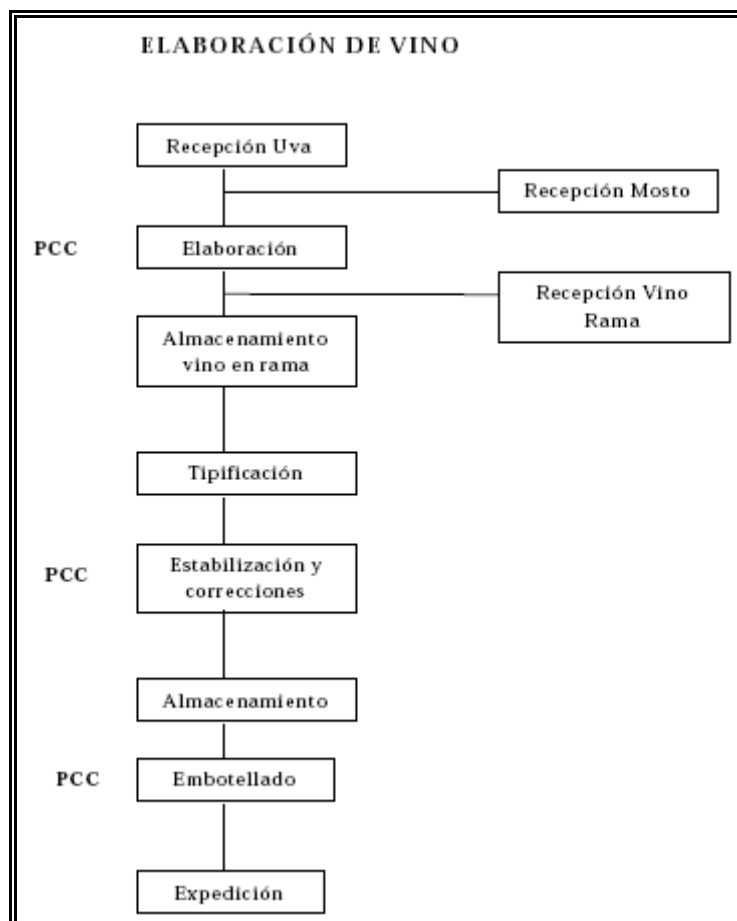 ELABORACIÓN DE VINO
Recepción Uva
Recepción Mosto
PCC
Elaboración
Recepción Vino
Rama
Almacenamiento
vino en rama
Tipificación
PCC
Estabilización y
correcciones
Almacenamiento
PCC
Embotellado
Expedición